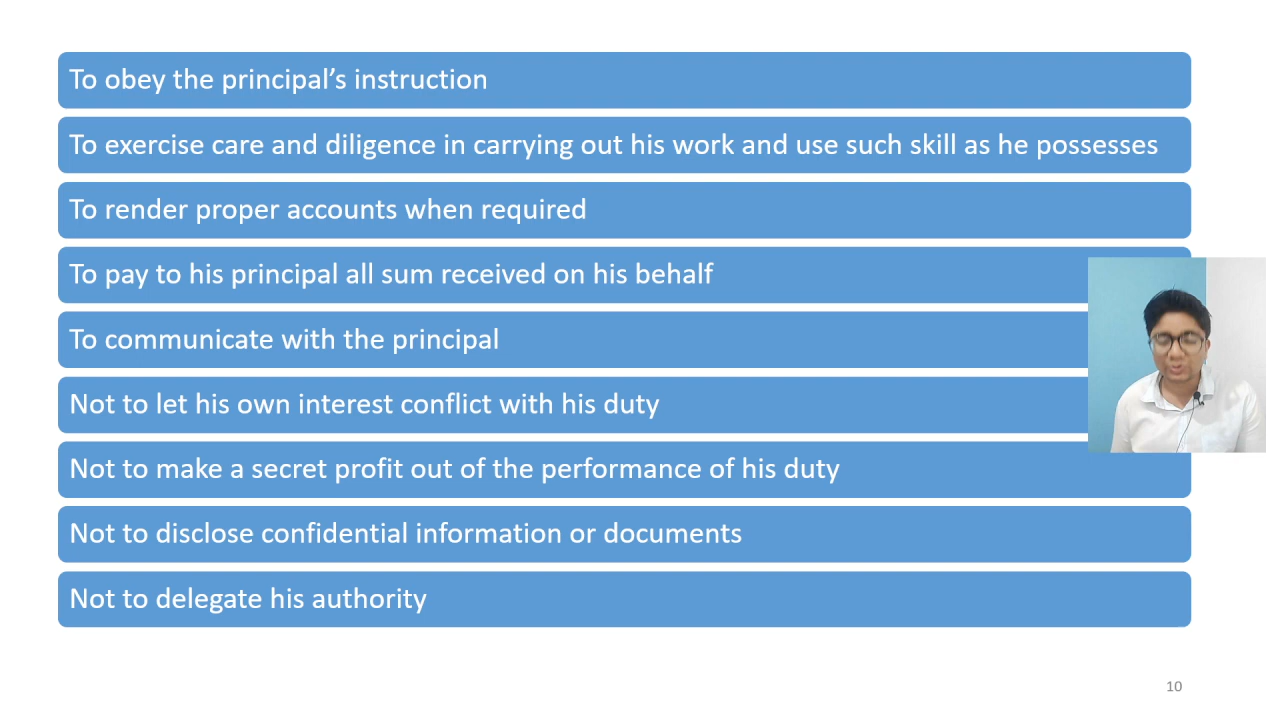 To obey the principal’s instruction
To exercise care and diligence in carrying out his work and use such skill as he possesses
To render proper accounts when required
To pay to his principal all sum received on his behalf
To communicate with the principal
Not to let his own interest conflict with his duty
Not to make a secret profit out of the performance of his duty
Not to disclose confidential information or documents
Not to delegate his authority
10